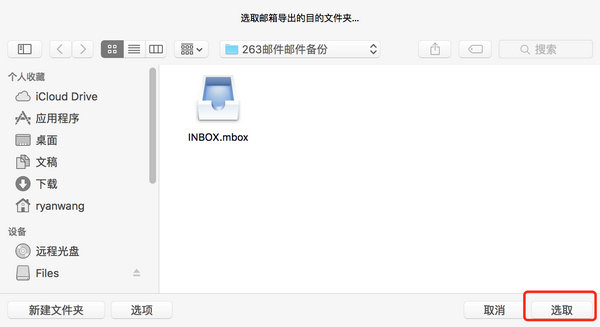 选取邮箱导出的目的文件夹...
263邮件邮件备份
搜索
个人收藏
iCloud Drive
应用程序
桌面
文稿
下载
ryanwang
设备
远程光盘
Files
INBOX.mbox
新建文件夹
选项
取消
选取